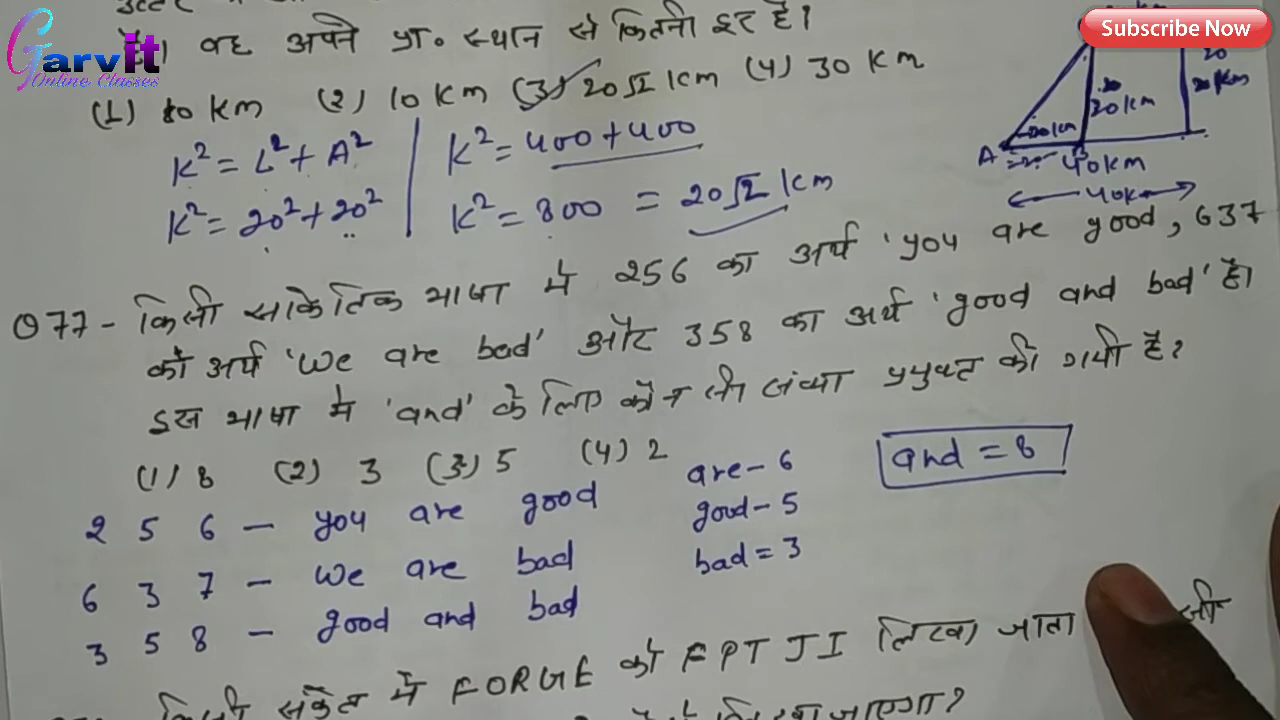 Subscribe Now
Garvit
Online Classes
है। वह अपने प्रा० स्थान से कितनी दूर है।
(1) 80 km (2) 10 km (3) 20√2 km (4) 30 km
K² = L² + A²
K² = 400 + 400
K² = 20² + 20²
K² = 800 = 20√2 km
20 km
20 km
A
B
40 km
Q77 - किसी सांकेतिक भाषा में 256 का अर्थ 'you are good, 637
को अर्थ 'we are bad' और 358 का अर्थ 'good and bad' है।
इस भाषा में 'and' के लिए कौन सी संख्या प्रयुक्त की गयी है?
(1) 8 (2) 3 (3) 5 (4) 2
2 5 6 – you are good
6 3 7 – we are bad
3 5 8 – good and bad
are – 6
good – 5
bad = 3
and = 8
किसी संकेत में FORGE को FPTJI लिखा जाता
लिखा जाएगा?